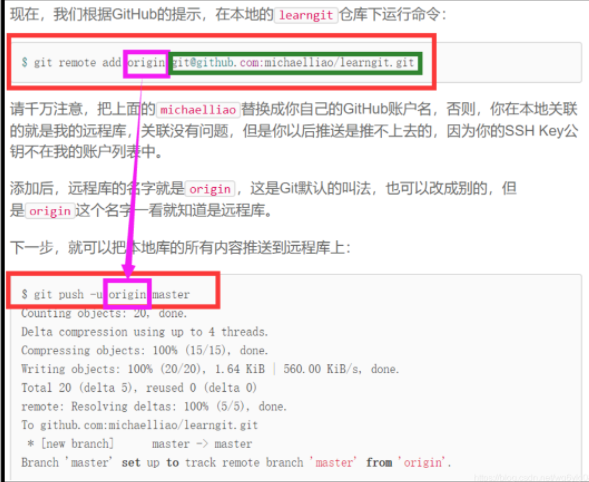 现在，我们根据GitHub的提示，在本地的learngit仓库下运行命令：
$ git remote add origin git@github.com:michaelliao/learngit.git
请千万注意，把上面的michaelliao替换成你自己的GitHub账户名，否则，你在本地关联
的就是我的远程库，关联没有问题，但是你以后推送是推不上去的，因为你的SSH Key公
钥不在我的账户列表中。
添加后，远程库的名字就是origin，这是Git默认的叫法，也可以改成别的，但
是origin这个名字一看就知道是远程库。
下一步，就可以把本地库的所有内容推送到远程库上：
$ git push -u origin master
Counting objects: 20, done.
Delta compression using up to 4 threads.
Compressing objects: 100% (15/15), done.
Writing objects: 100% (20/20), 1.64 KiB | 560.00 KiB/s, done.
Total 20 (delta 5), reused 0 (delta 0)
remote: Resolving deltas: 100% (5/5), done.
To github.com:michaelliao/learngit.git
* [new branch] master -> master
Branch 'master' set up to track remote branch 'master' from 'origin'.